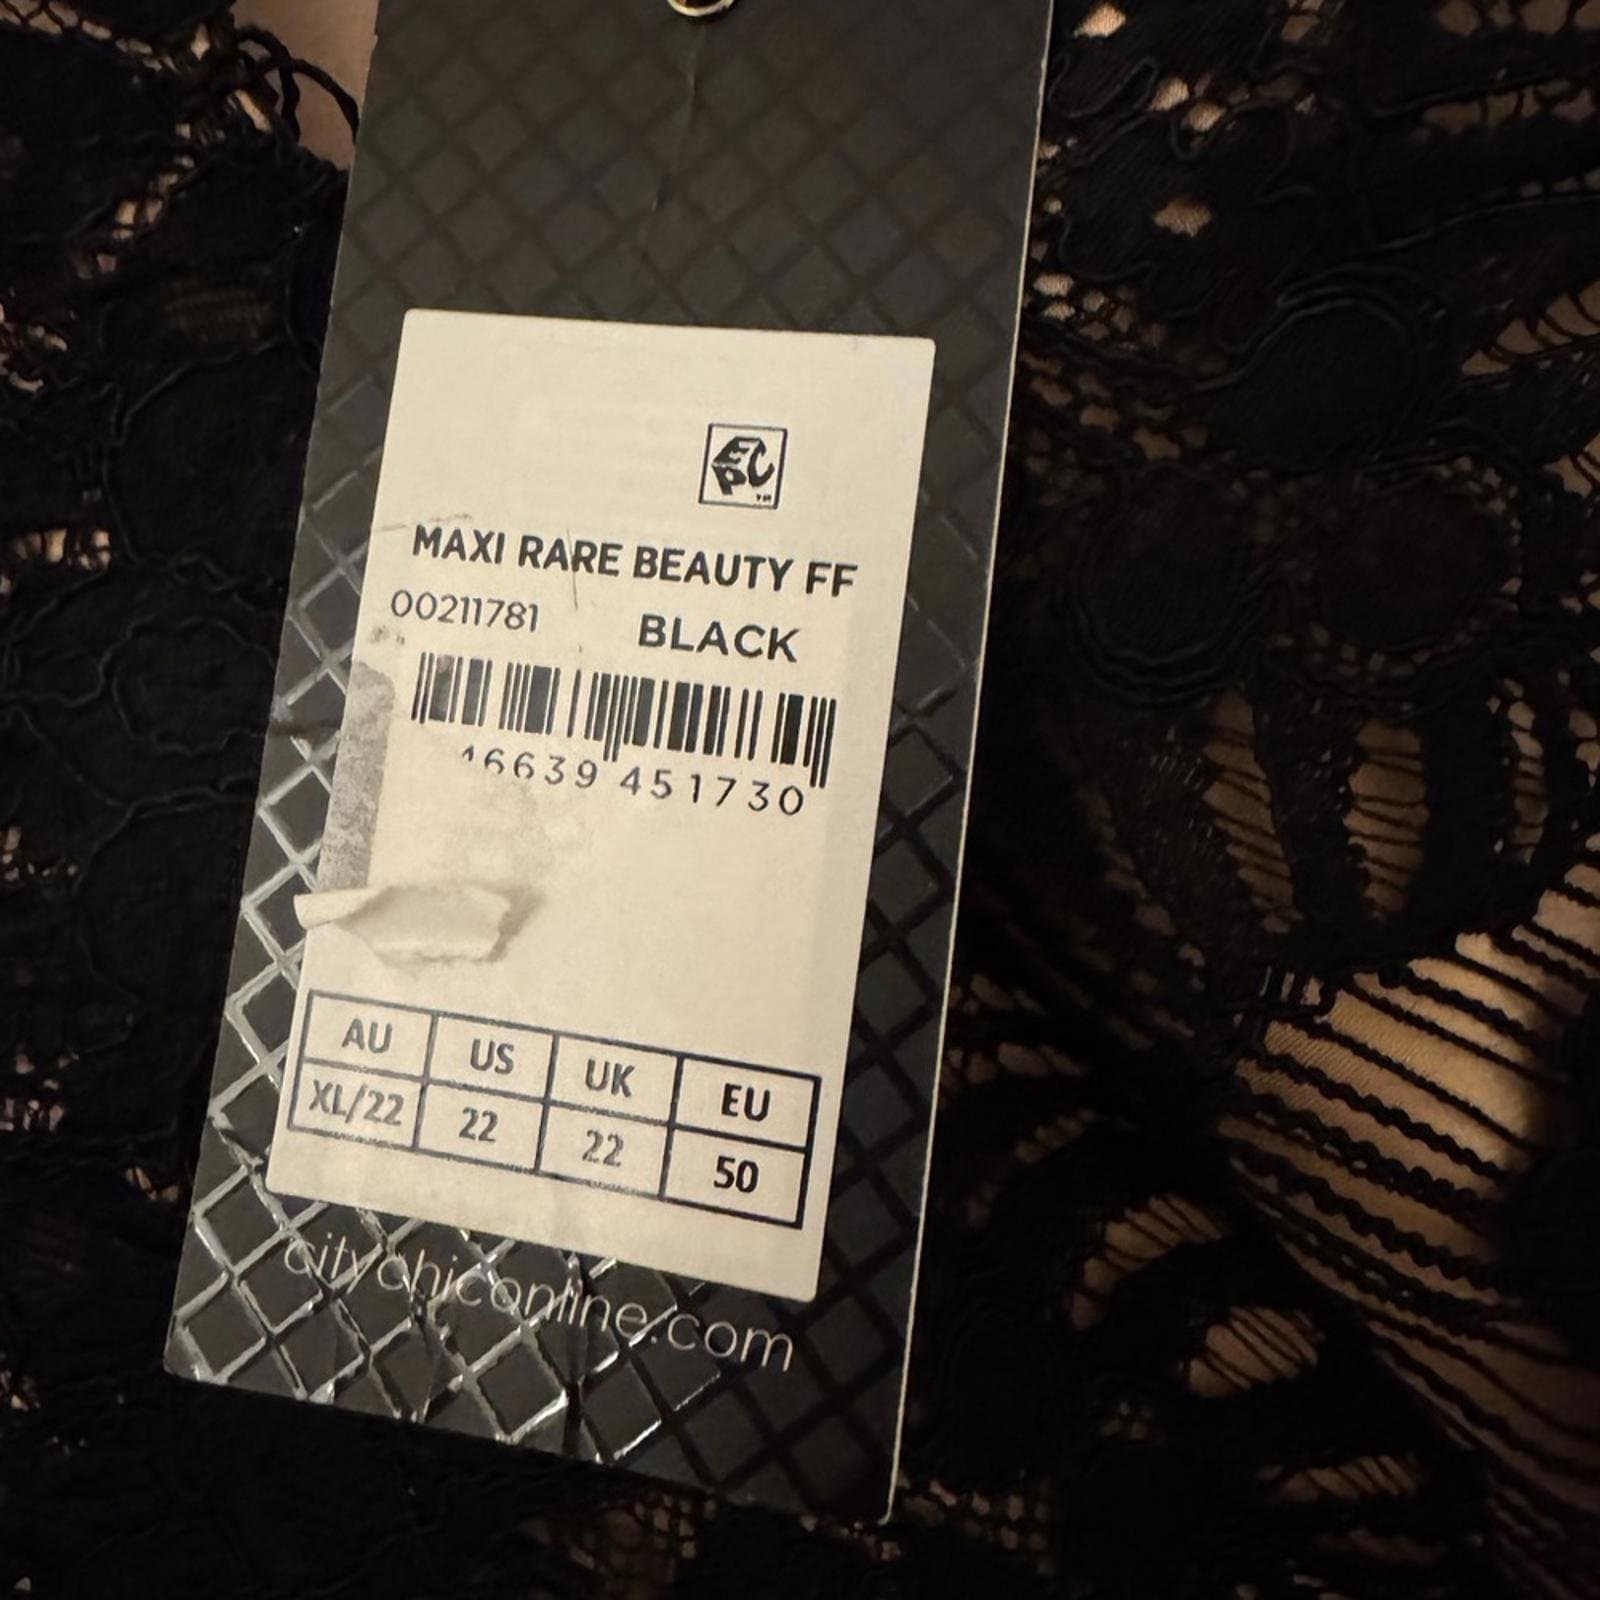 EPC™
MAXI RARE BEAUTY FF
00211781 BLACK
46639 451730
AU US UK EU
XL/22 22 22 50
citychiconline.com